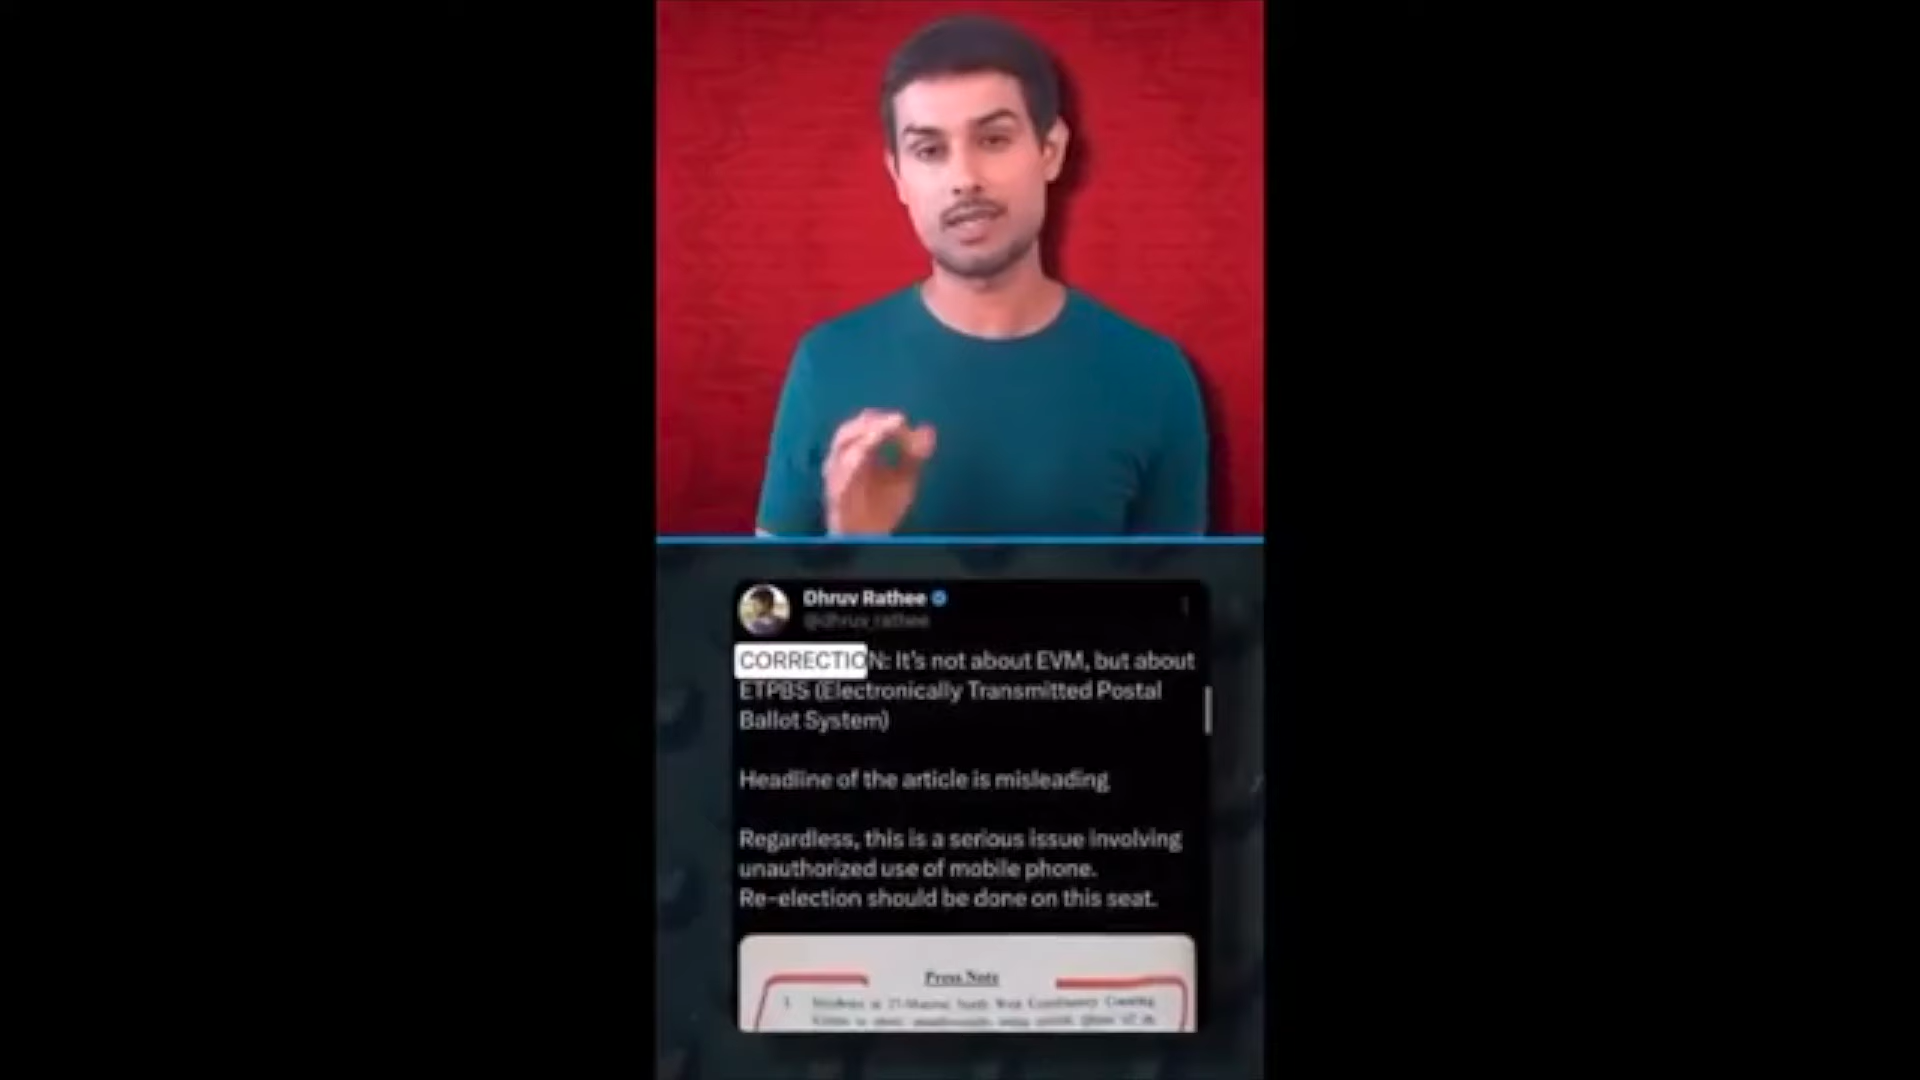 Dhruv Rathee
@dhruv_rathee
CORRECTION: It's not about EVM, but about
ETPBS (Electronically Transmitted Postal
Ballot System)
Headline of the article is misleading
Regardless, this is a serious issue involving
unauthorized use of mobile phone.
Re-election should be done on this seat.
Press Note